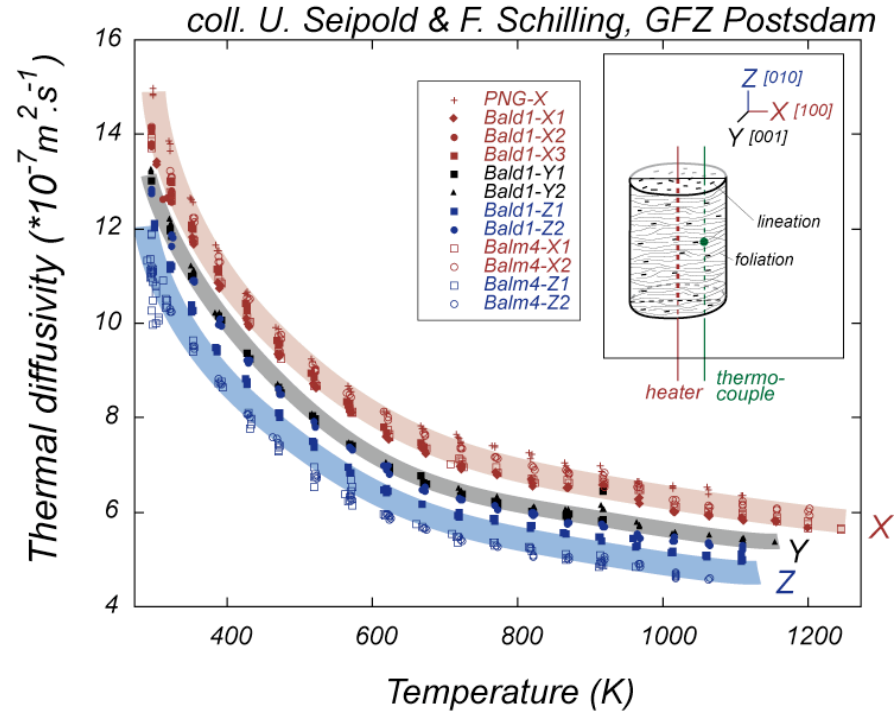 coll. U. Seipold & F. Schilling, GFZ Postsdam
Thermal diffusivity (*10-7m2.s-1)
16
14
12
10
8
6
4
PNG-X
Bald1-X1
Bald1-X2
Bald1-X3
Bald1-Y1
Bald1-Y2
Bald1-Z1
Bald1-Z2
Balm4-X1
Balm4-X2
Balm4-Z1
Balm4-Z2
Z [010]
X [100]
Y [001]
lineation
foliation
heater
thermo-
couple
X
Y
Z
400
600
800
1000
1200
Temperature (K)